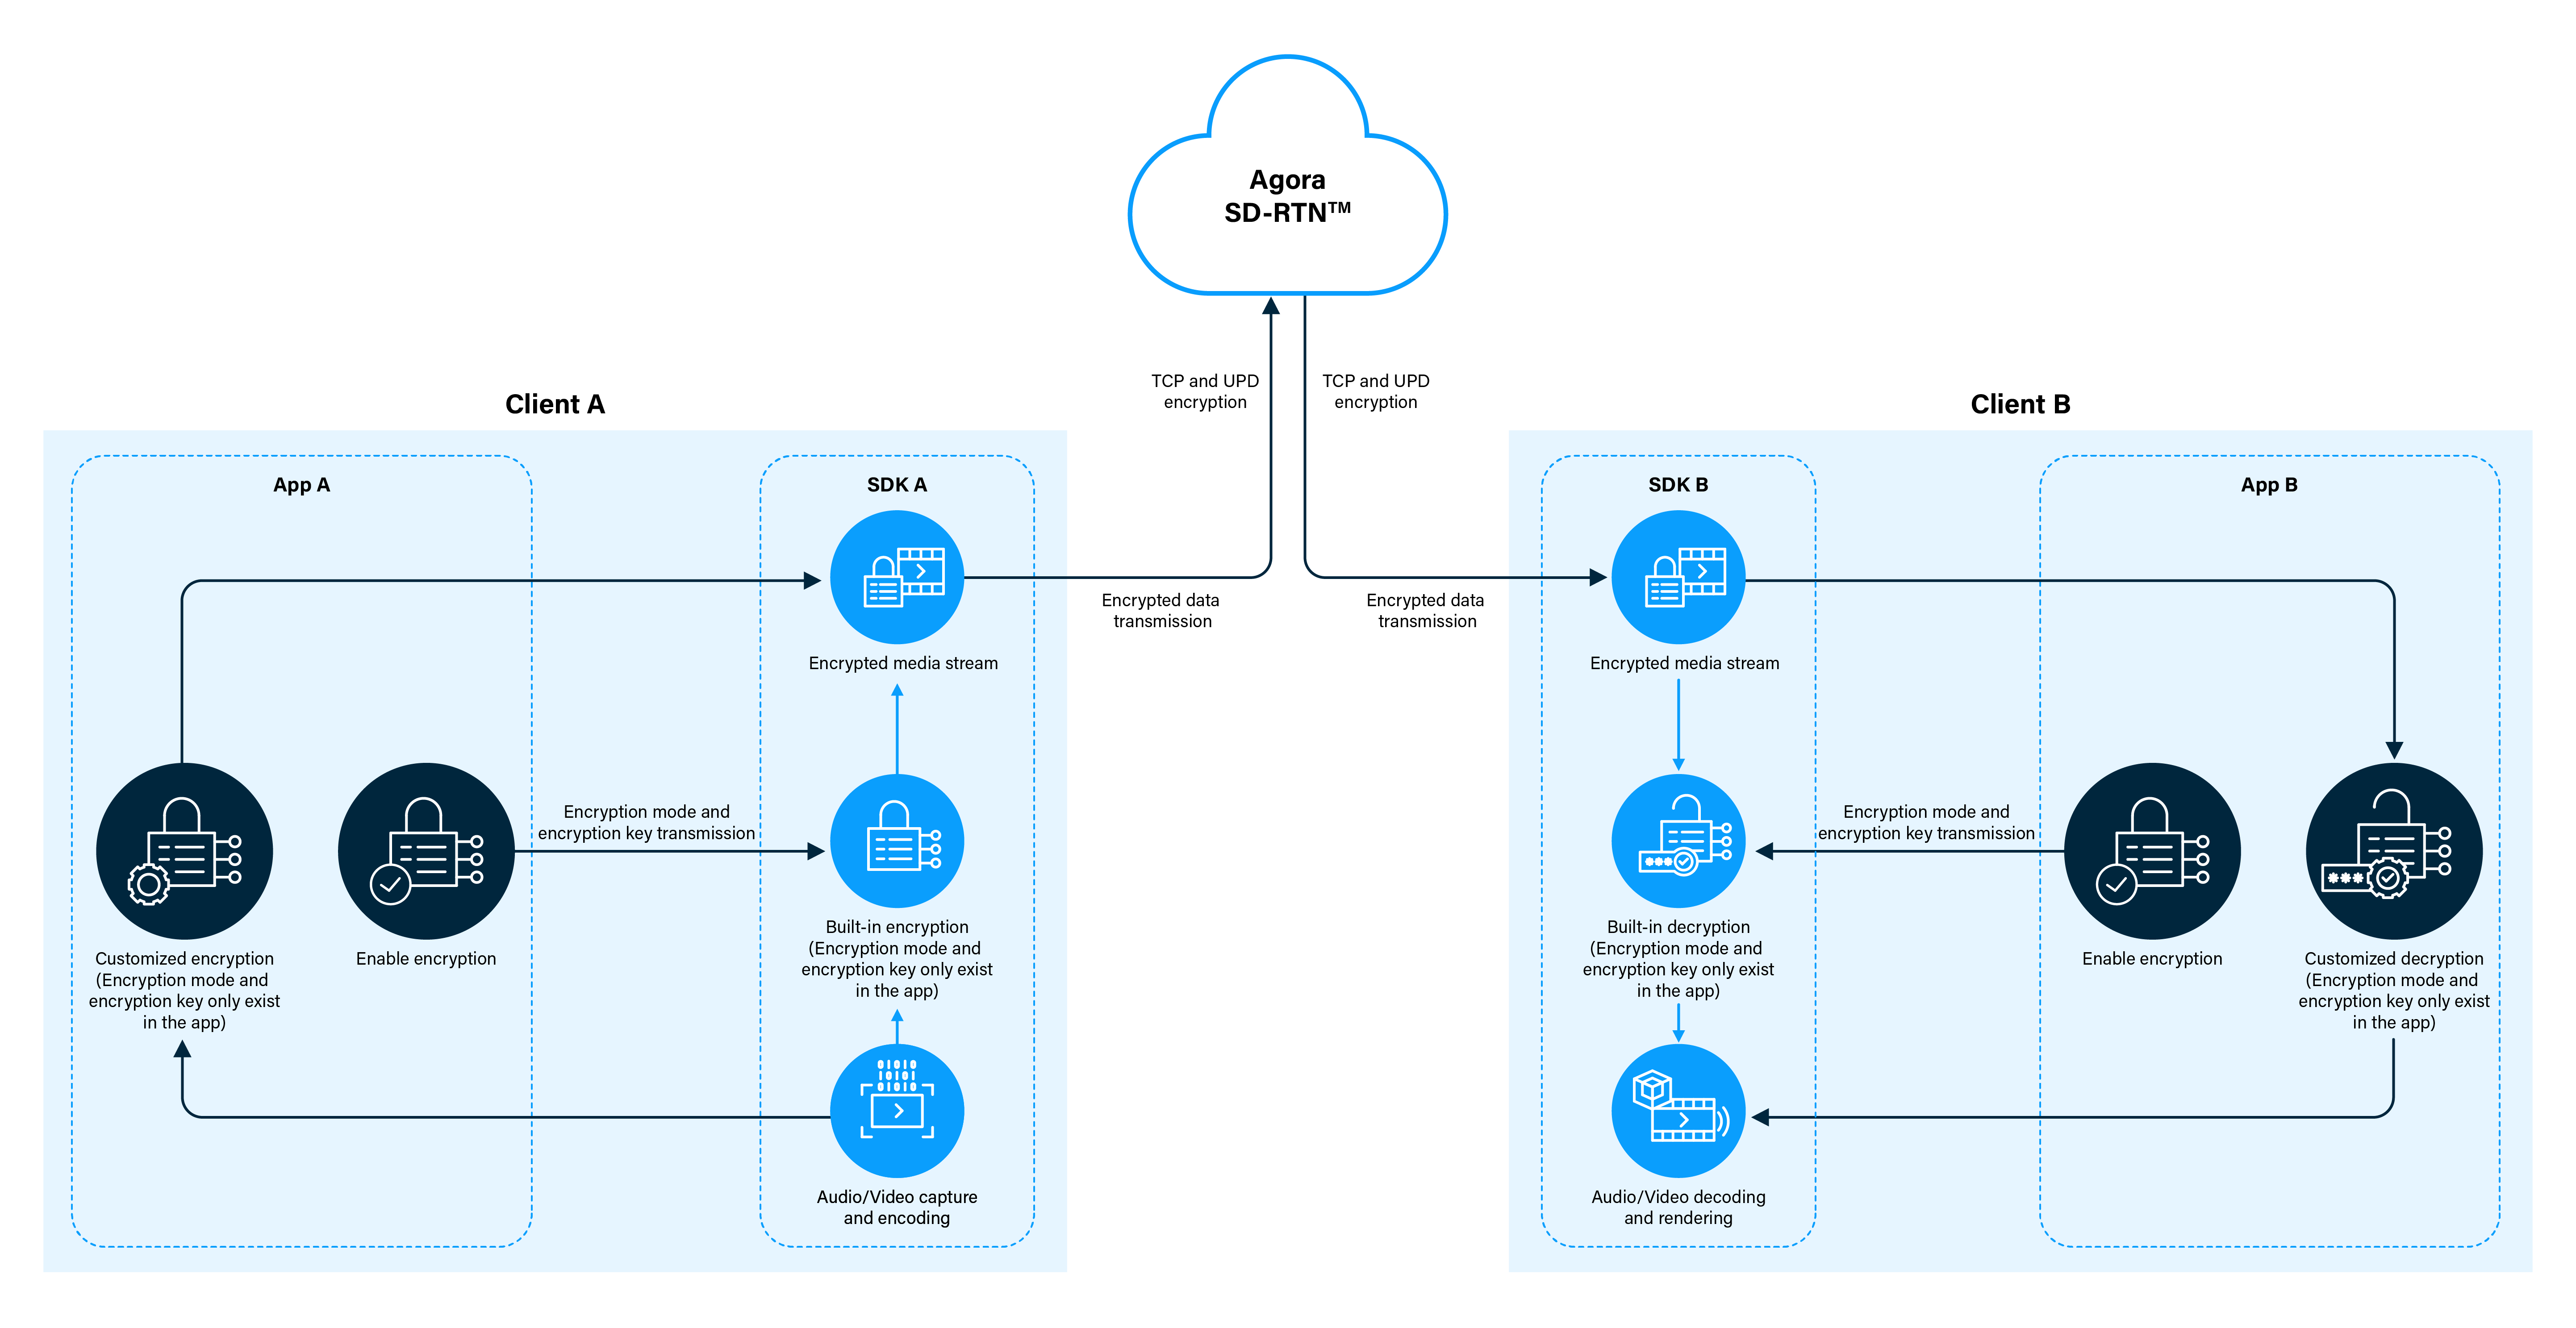 Agora
SD-RTN™
TCP and UPD
encryption
TCP and UPD
encryption
Encrypted data
transmission
Encrypted data
transmission
Client A
App A
SDK A
Encrypted media stream
Encryption mode and
encryption key transmission
Customized encryption
(Encryption mode and
encryption key only exist
in the app)
Enable encryption
Built-in encryption
(Encryption mode and
encryption key only exist
in the app)
01010
10101
01010
Audio/Video capture
and encoding
Client B
SDK B
App B
Encrypted media stream
Encryption mode and
encryption key transmission
Built-in decryption
(Encryption mode and
encryption key only exist
in the app)
Enable encryption
Customized decryption
(Encryption mode and
encryption key only exist
in the app)
Audio/Video decoding
and rendering